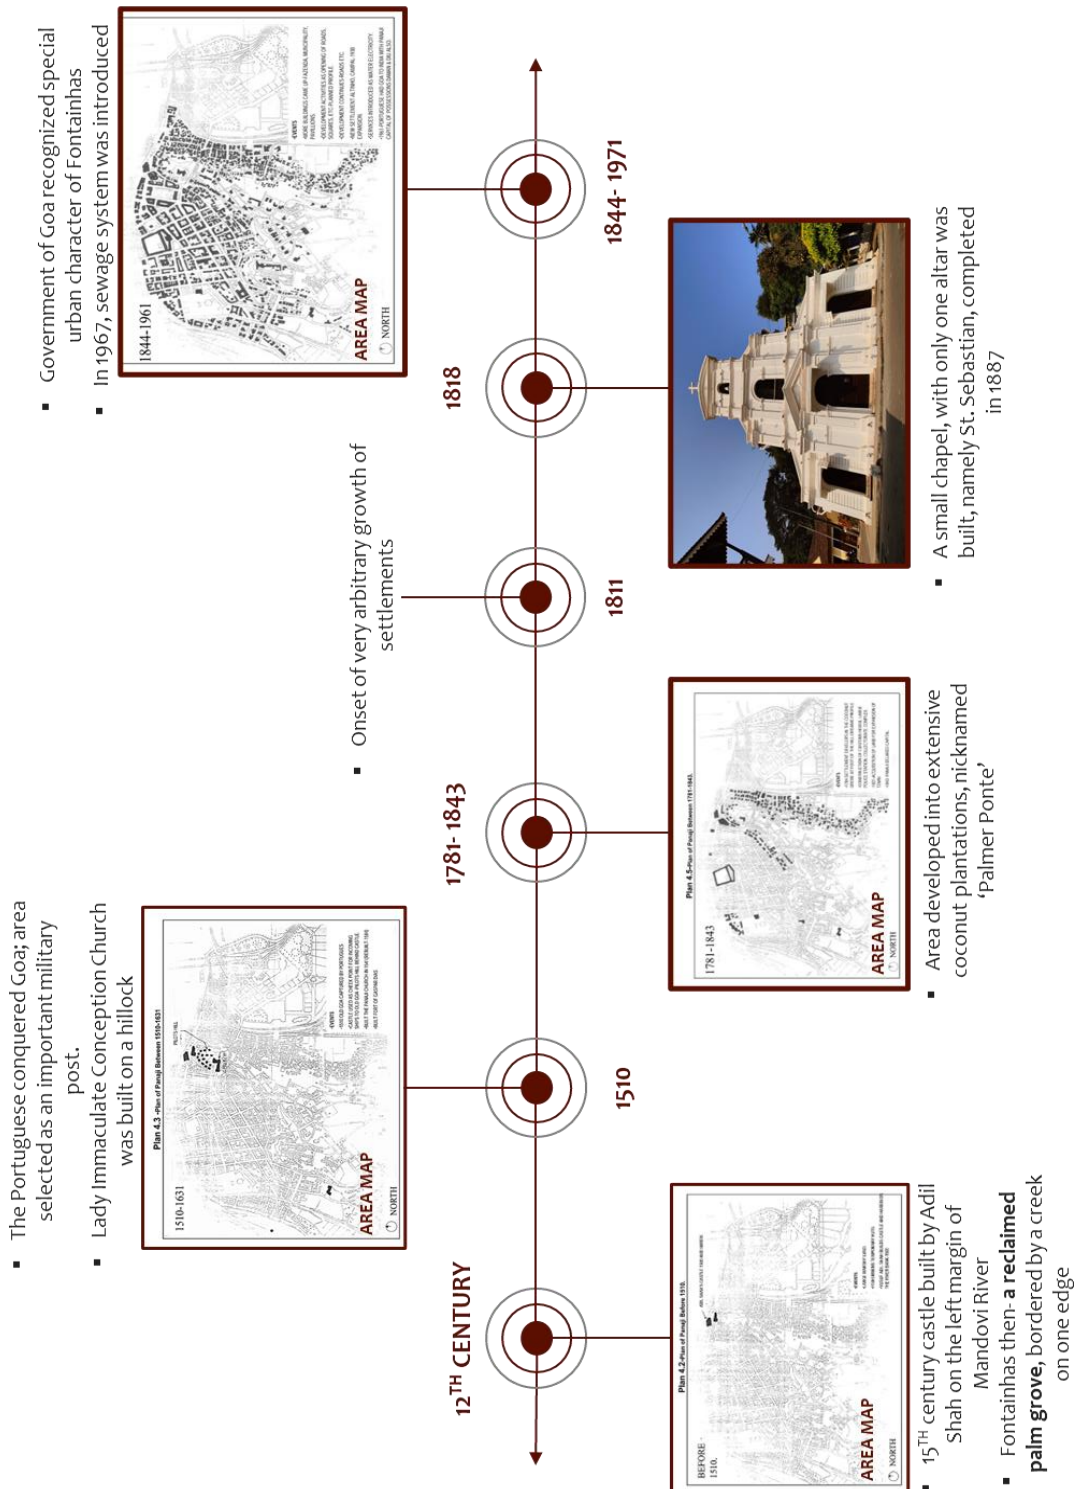 12TH CENTURY
BEFORE -
1510.
Plan 4.2-Plan of Panaji Before 1510.
AREA MAP
NORTH
▪ 15TH century castle built by Adil
Shah on the left margin of
Mandovi River
▪ Fontainhas then- a reclaimed
palm grove, bordered by a creek
on one edge
▪ The Portuguese conquered Goa; area
selected as an important military
post.
▪ Lady Immaculate Conception Church
was built on a hillock
Plan 4.3 -Plan of Panaji Between 1510-1631
1510-1631
AREA MAP
NORTH
1510
1781- 1843
Plan 4.5-Plan of Panaji Between 1781-1843.
1781-1843
AREA MAP
NORTH
▪ Area developed into extensive
coconut plantations, nicknamed
‘Palmer Ponte’
▪ Onset of very arbitrary growth of
settlements
1811
1818
▪ A small chapel, with only one altar was
built, namely St. Sebastian, completed
in 1887
▪ Government of Goa recognized special
urban character of Fontainhas
▪ In 1967, sewage system was introduced
1844-1961
AREA MAP
NORTH
1844- 1971